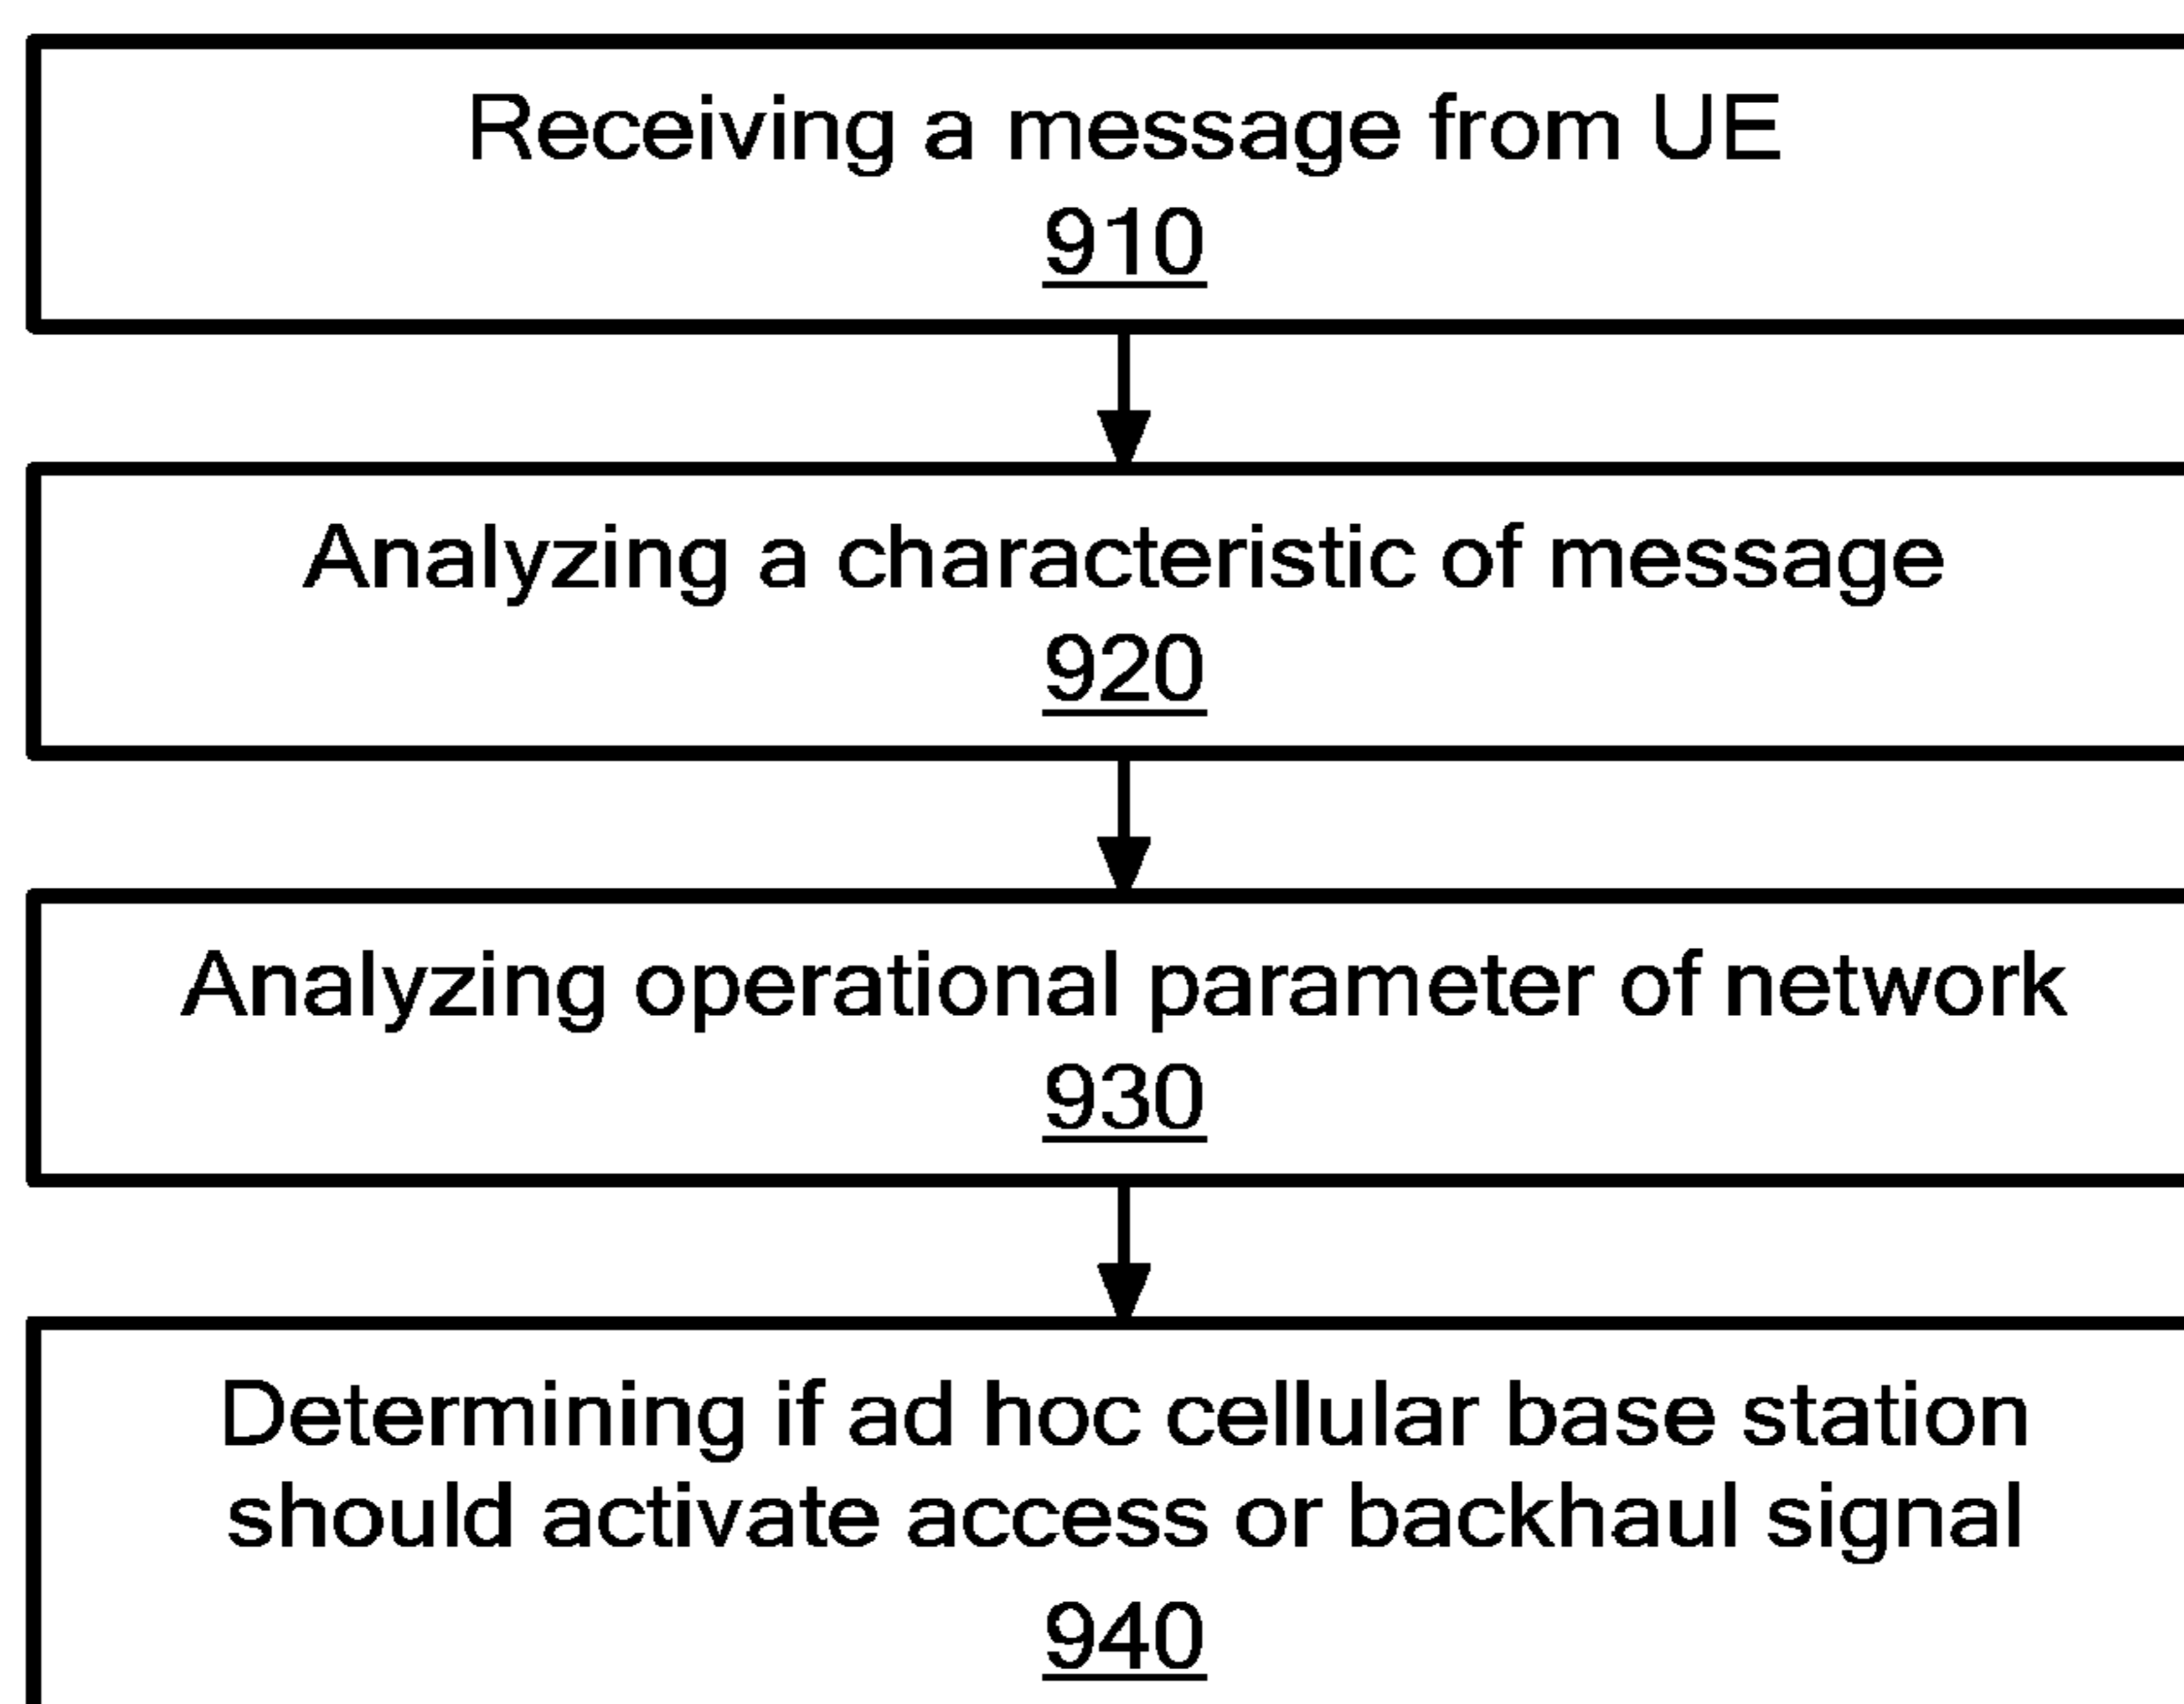 Receiving a message from UE
910
Analyzing a characteristic of message
920
Analyzing operational parameter of network
930
Determining if ad hoc cellular base station
should activate access or backhaul signal
940